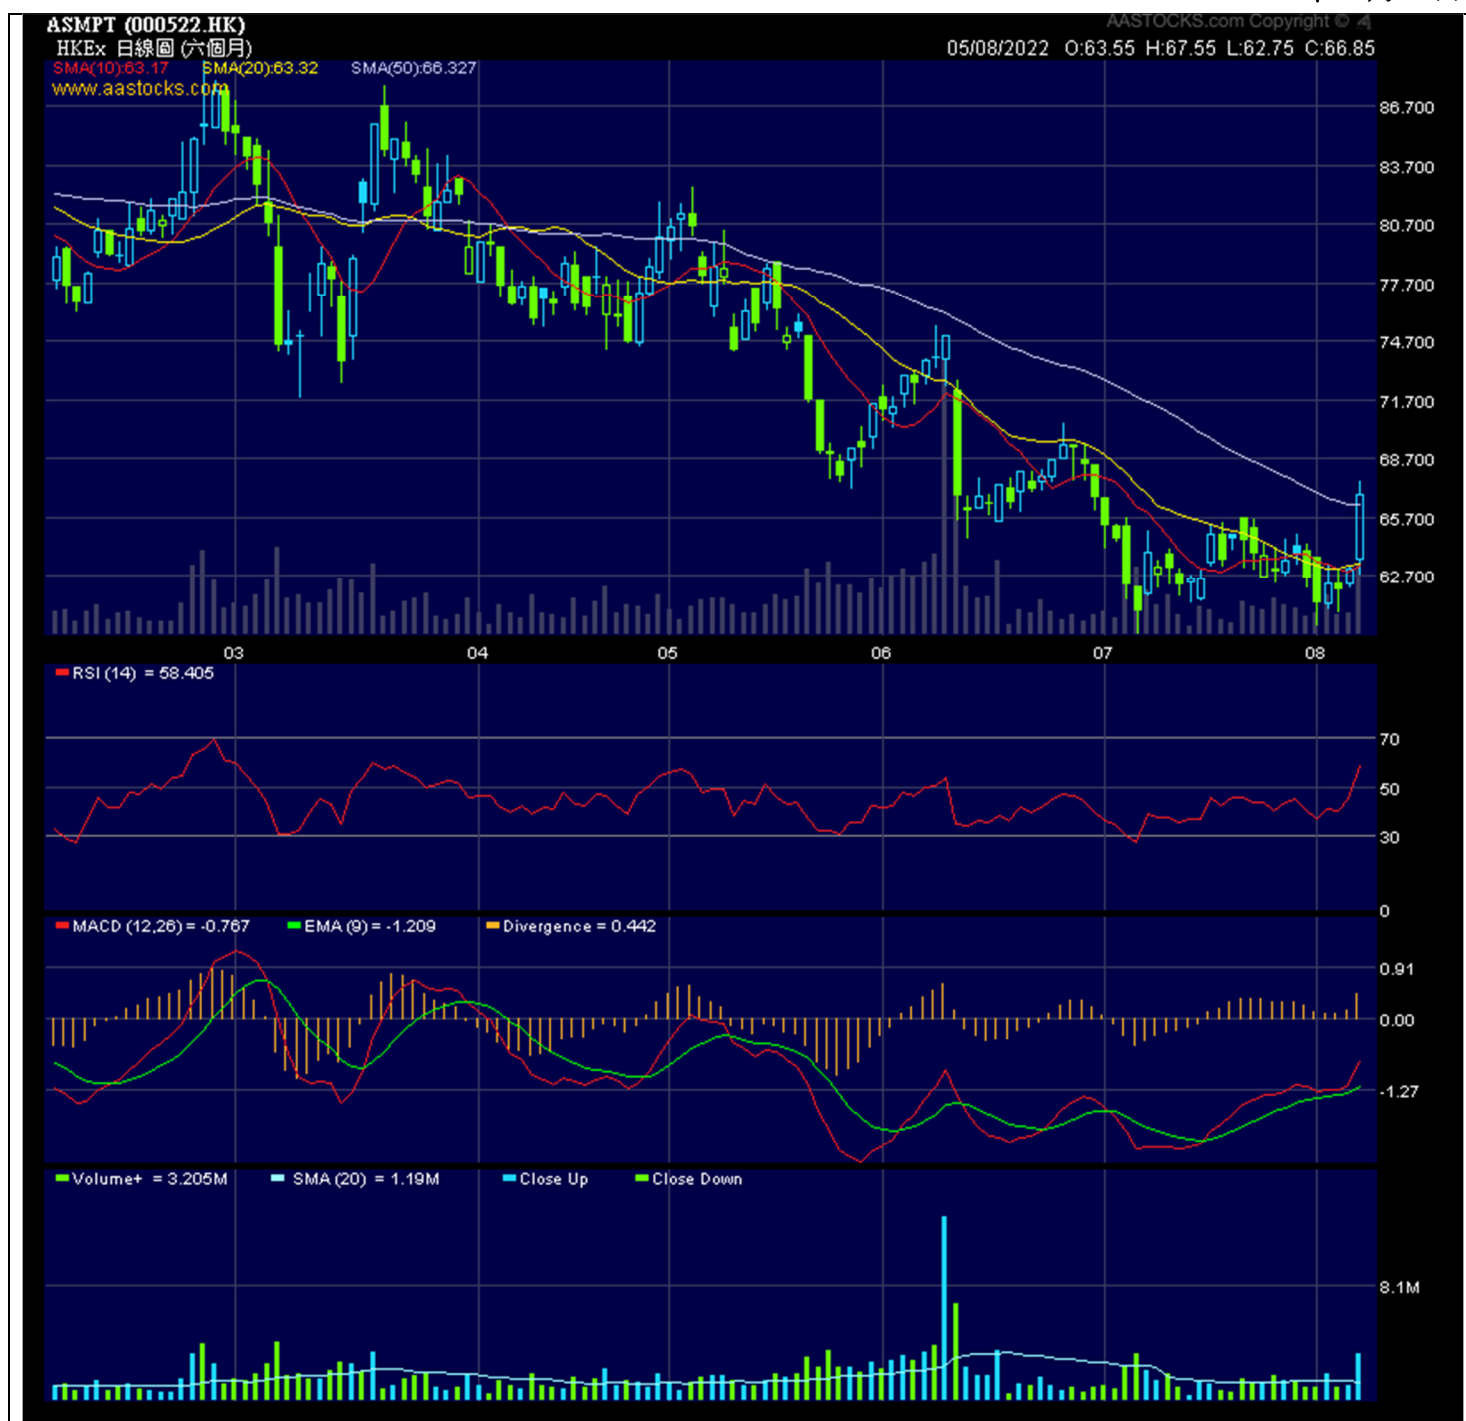 AASTOCKS.com Copyright ©
ASMPT (000522.HK)
HKEx 日線圖 (六個月)
05/08/2022 O:63.55 H:67.55 L:62.75 C:66.85
SMA(10):63.17 SMA(20):63.32 SMA(50):66.327
www.aastocks.com
86.700
83.700
80.700
77.700
74.700
71.700
68.700
65.700
62.700
03 04 05 06 07 08
RSI (14) = 58.405
70
50
30
0
MACD (12,26) = -0.767 EMA (9) = -1.209 Divergence = 0.442
0.91
0.00
-1.27
Volume+ = 3.205M SMA (20) = 1.19M Close Up Close Down
8.1M